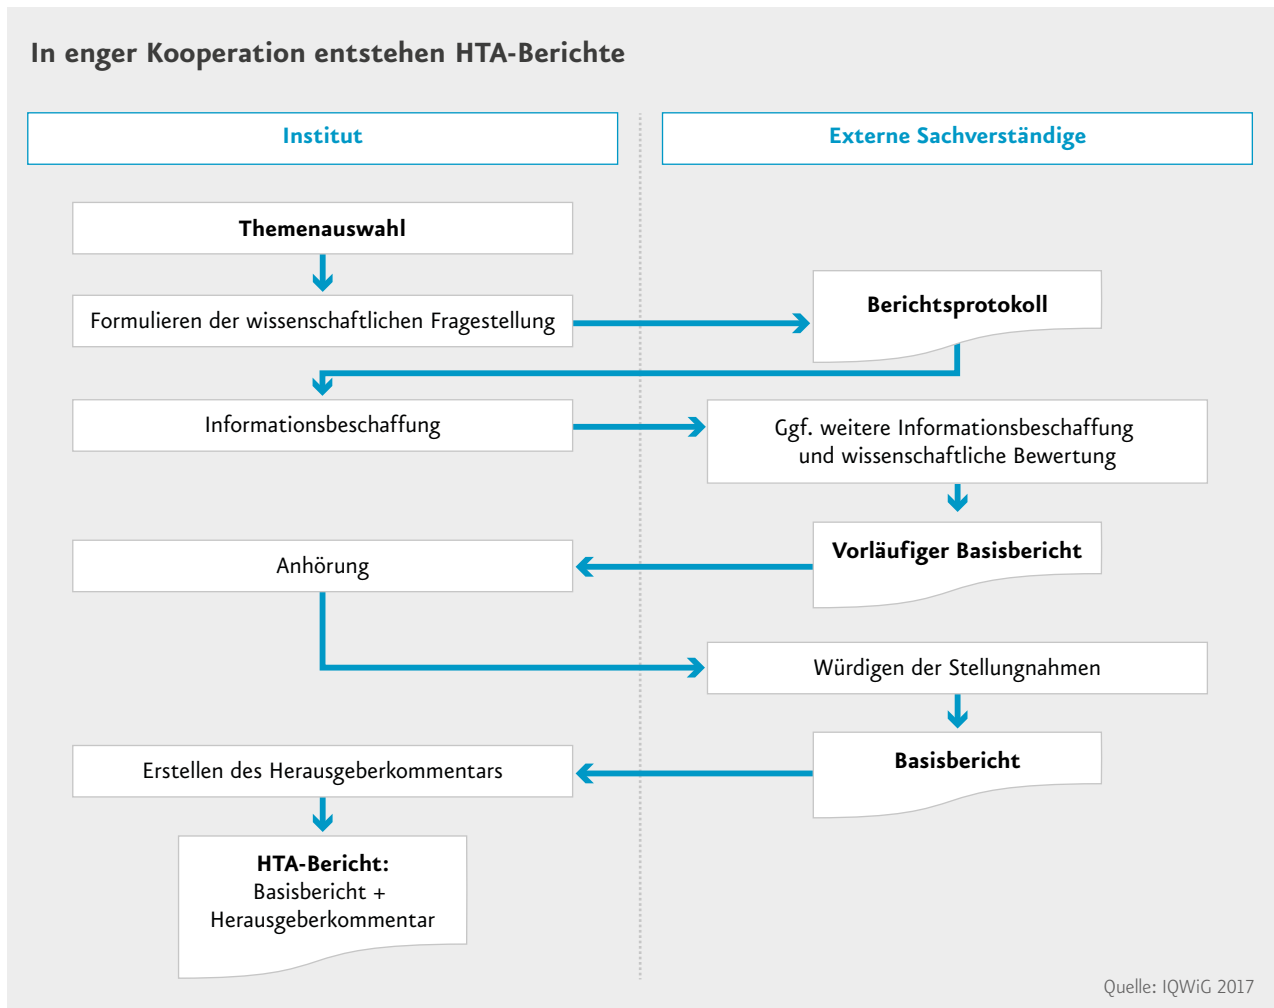 In enger Kooperation entstehen HTA-Berichte
Institut
Externe Sachverständige
Themenauswahl
Formulieren der wissenschaftlichen Fragestellung
Berichtsprotokoll
Informationsbeschaffung
Ggf. weitere Informationsbeschaffung
und wissenschaftliche Bewertung
Vorläufiger Basisbericht
Anhörung
Würdigen der Stellungnahmen
Basisbericht
Erstellen des Herausgeberkommentars
HTA-Bericht:
Basisbericht +
Herausgeberkommentar
Quelle: IQWiG 2017